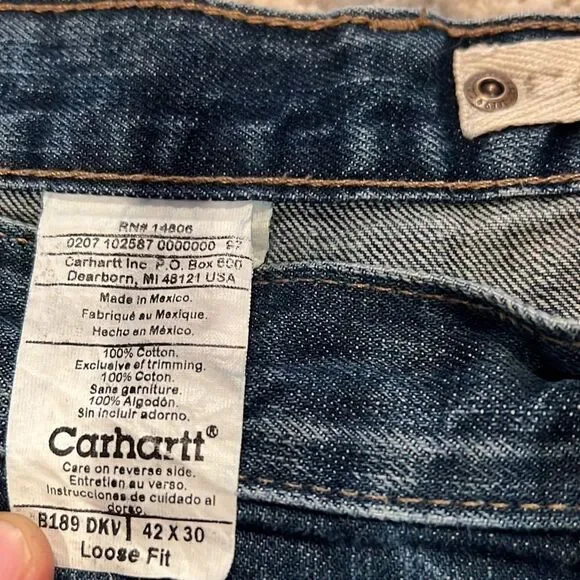 RN# 14806
0207 102587 0000000 97
Carhartt Inc P.O. Box 600
Dearborn, MI 48121 USA
Made in Mexico.
Fabriqué au Mexique.
Hecho en México.
100% Cotton.
Exclusive of trimming.
100% Coton.
Sans garniture.
100% Algodón.
Sin incluir adorno.
Carhartt®
Care on reverse side.
Entretien au verso.
Instrucciones de cuidado al
dorso.
B189 DKV 42 X 30
Loose Fit